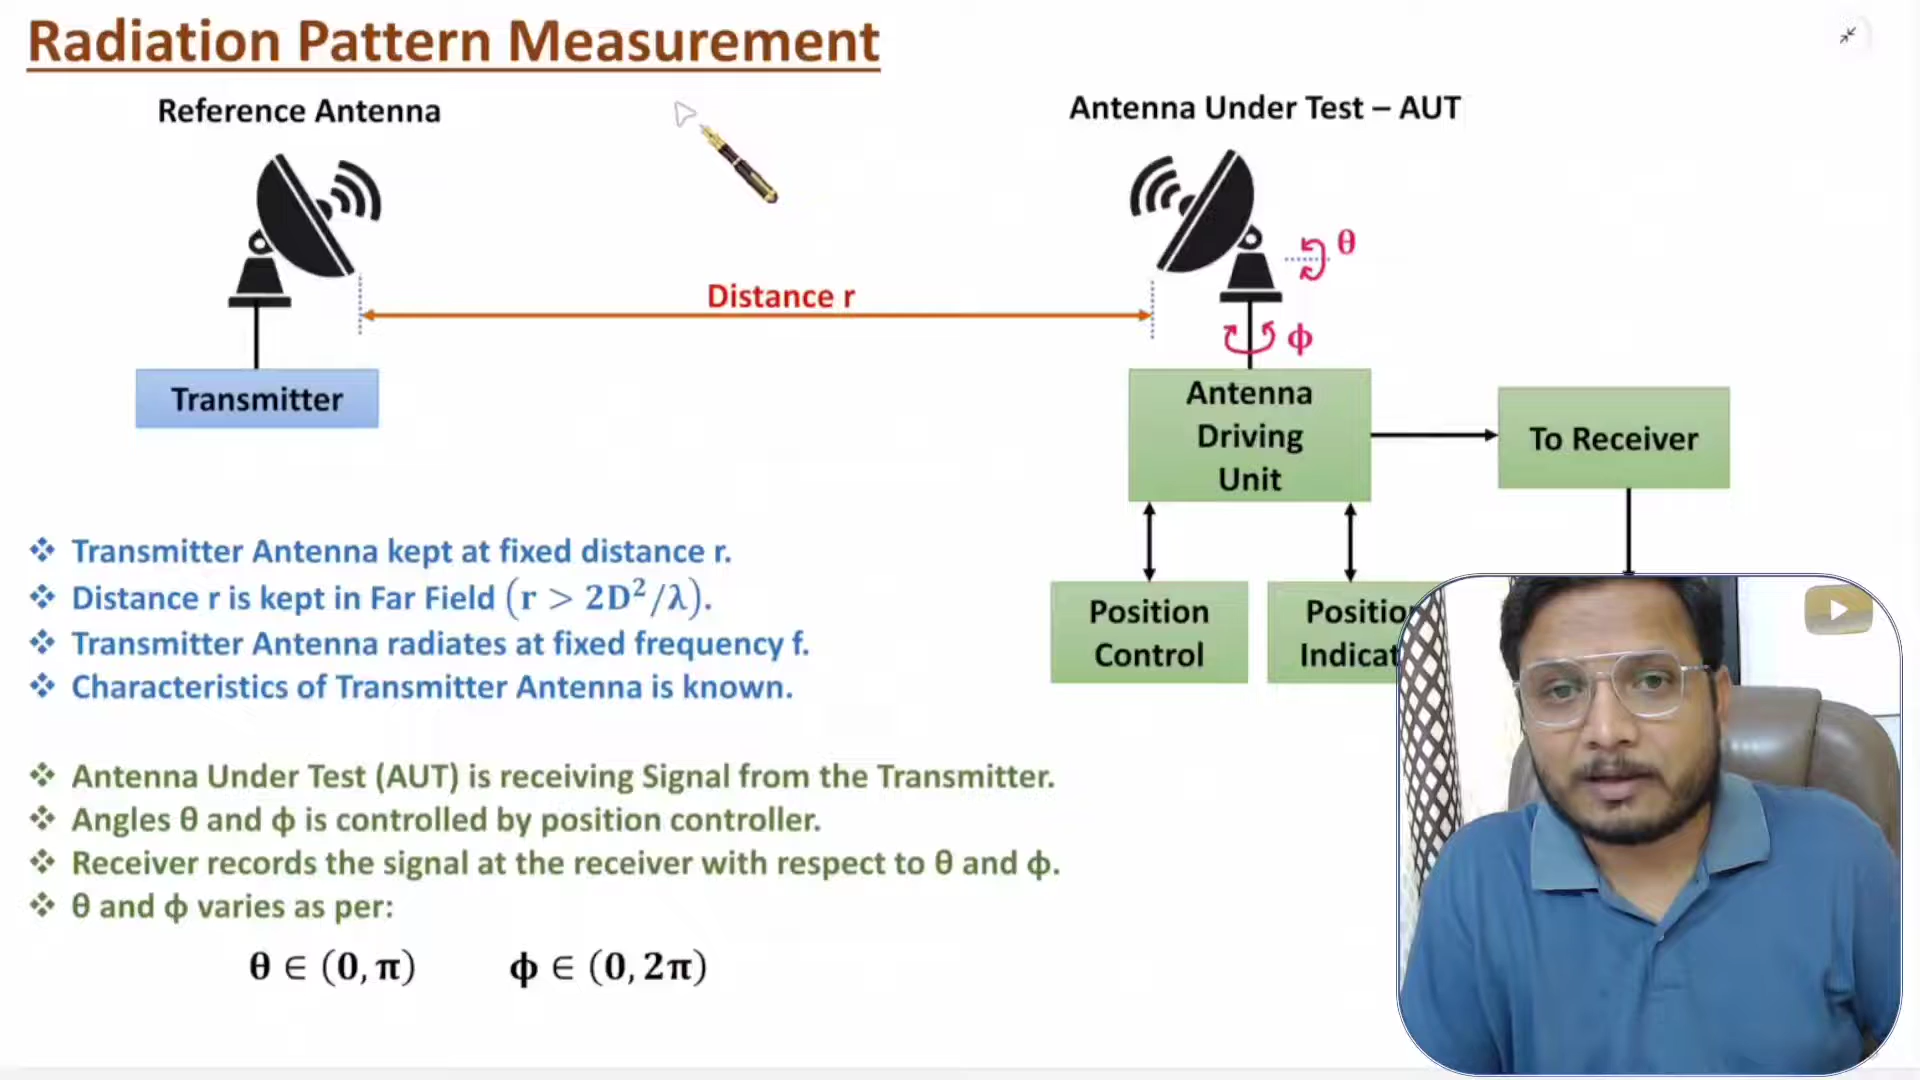 Radiation Pattern Measurement
Reference Antenna
Antenna Under Test – AUT
θ
Distance r
ϕ
Transmitter
Antenna
Driving
Unit
To Receiver
Position
Control
❖ Transmitter Antenna kept at fixed distance r.
❖ Distance r is kept in Far Field (r > 2D²/λ).
❖ Transmitter Antenna radiates at fixed frequency f.
❖ Characteristics of Transmitter Antenna is known.
❖ Antenna Under Test (AUT) is receiving Signal from the Transmitter.
❖ Angles θ and ϕ is controlled by position controller.
❖ Receiver records the signal at the receiver with respect to θ and ϕ.
❖ θ and ϕ varies as per:
θ ∈ (0, π) ϕ ∈ (0, 2π)